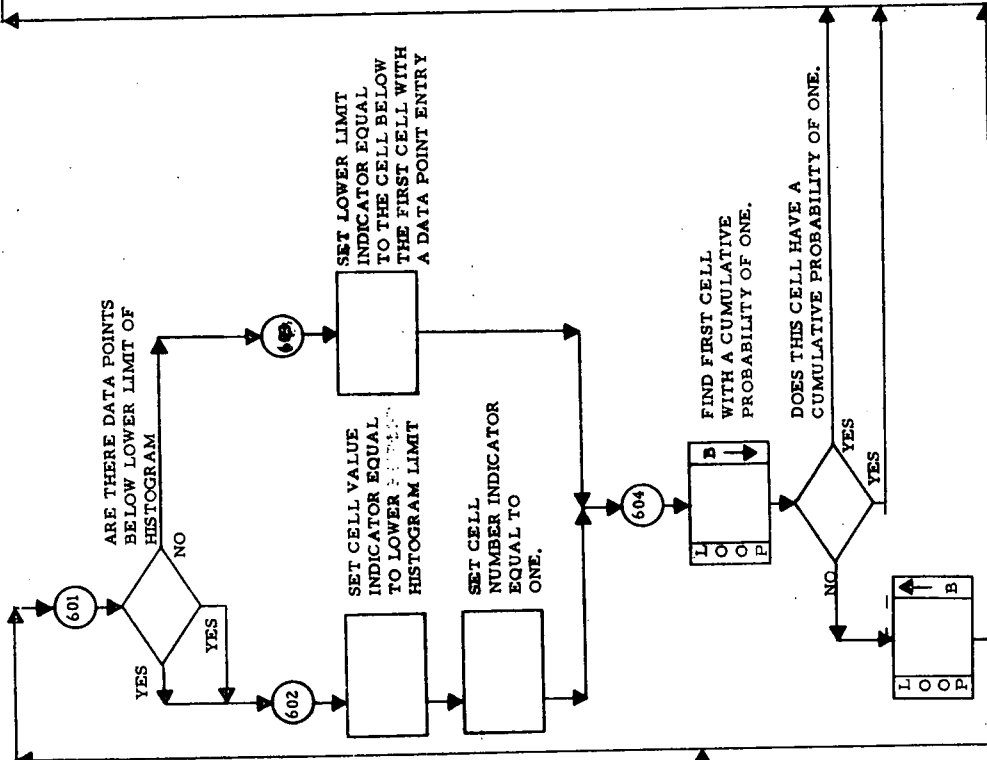 601
ARE THERE DATA POINTS
BELOW LOWER LIMIT OF
HISTOGRAM
NO
YES
YES
602
SET CELL VALUE
INDICATOR EQUAL
TO LOWER
HISTOGRAM LIMIT
SET CELL
NUMBER INDICATOR
EQUAL TO
ONE.
SET LOWER LIMIT
INDICATOR EQUAL
TO THE CELL BELOW
THE FIRST CELL WITH
A DATA POINT ENTRY
604
LOOP
B
FIND FIRST CELL
WITH A CUMULATIVE
PROBABILITY OF ONE.
DOES THIS CELL HAVE A
CUMULATIVE PROBABILITY OF ONE.
YES
YES
NO
LOOP
B